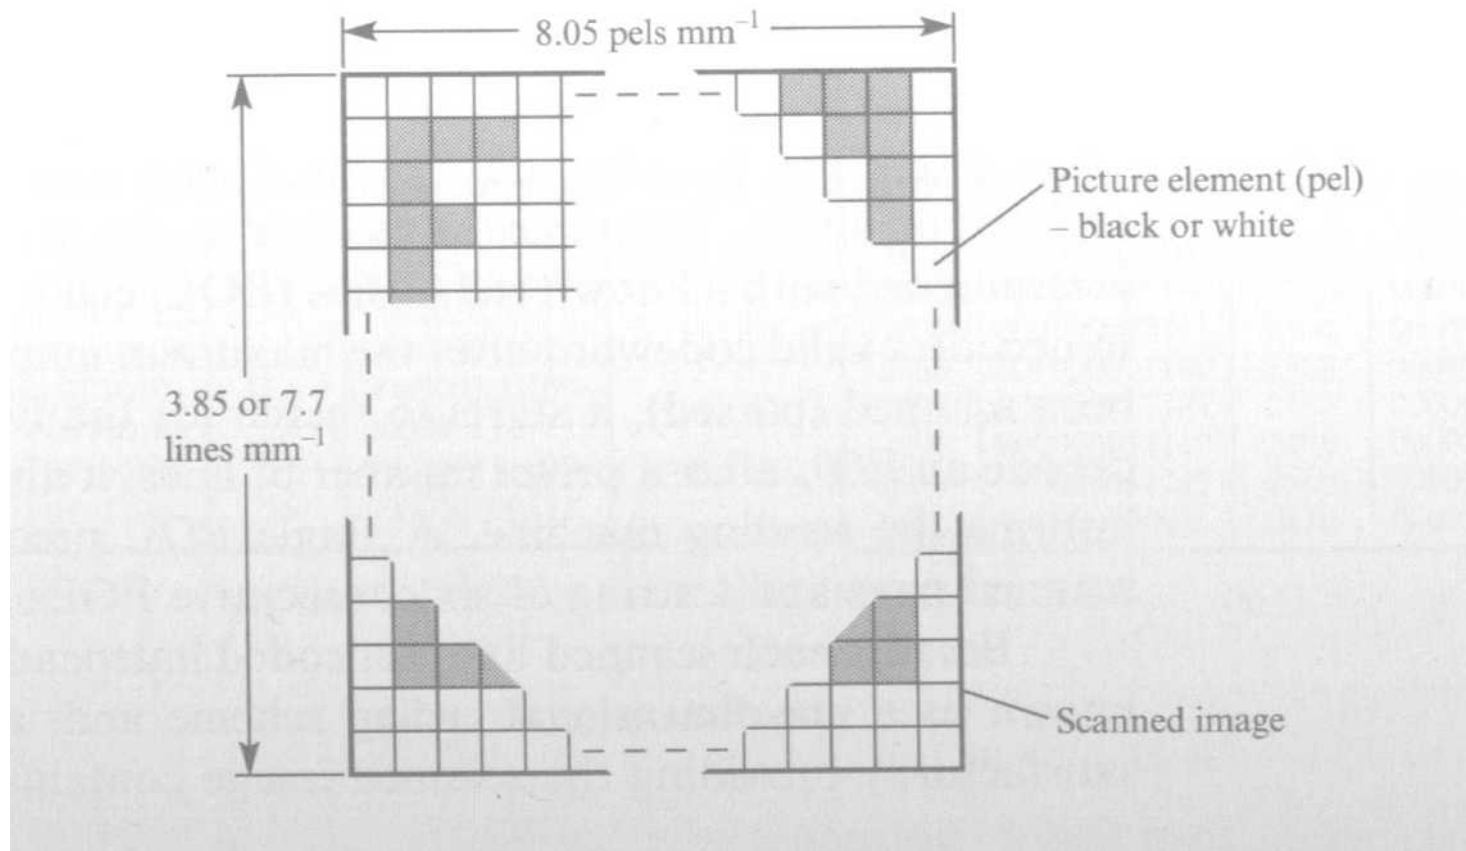 8.05 pels mm⁻¹
Picture element (pel)
– black or white
3.85 or 7.7
lines mm⁻¹
Scanned image